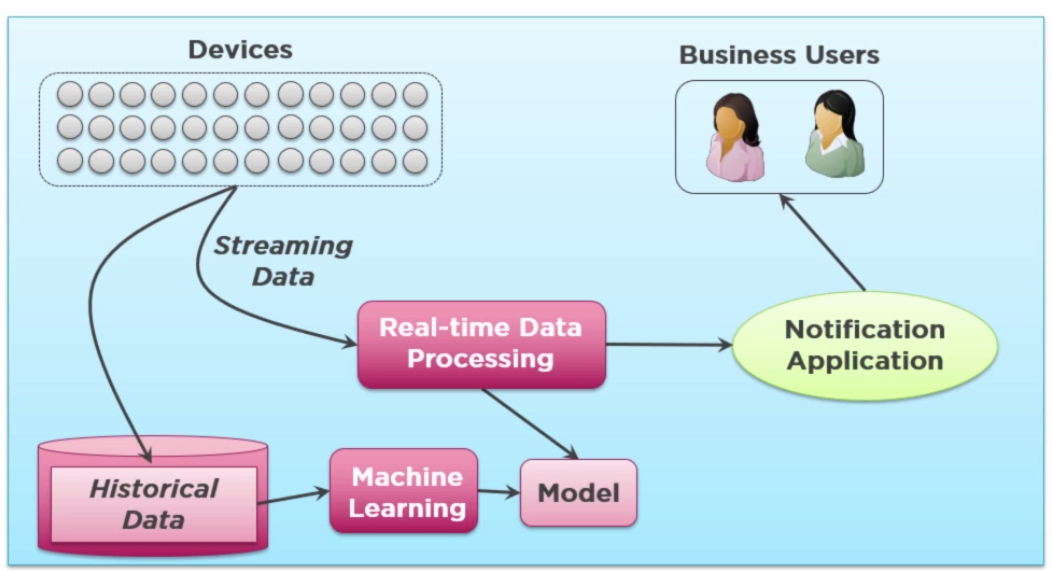 Devices
Business Users
Streaming
Data
Real-time Data
Processing
Notification
Application
Historical
Data
Machine
Learning
Model